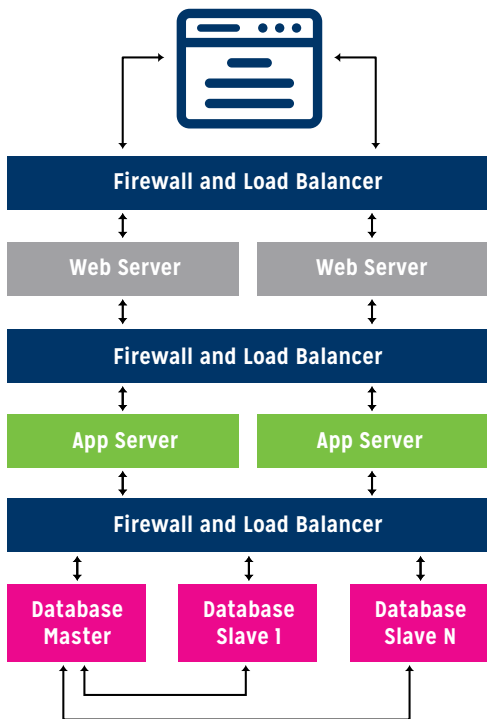 Firewall and Load Balancer
Web Server
Web Server
Firewall and Load Balancer
App Server
App Server
Firewall and Load Balancer
Database
Master
Database
Slave 1
Database
Slave N